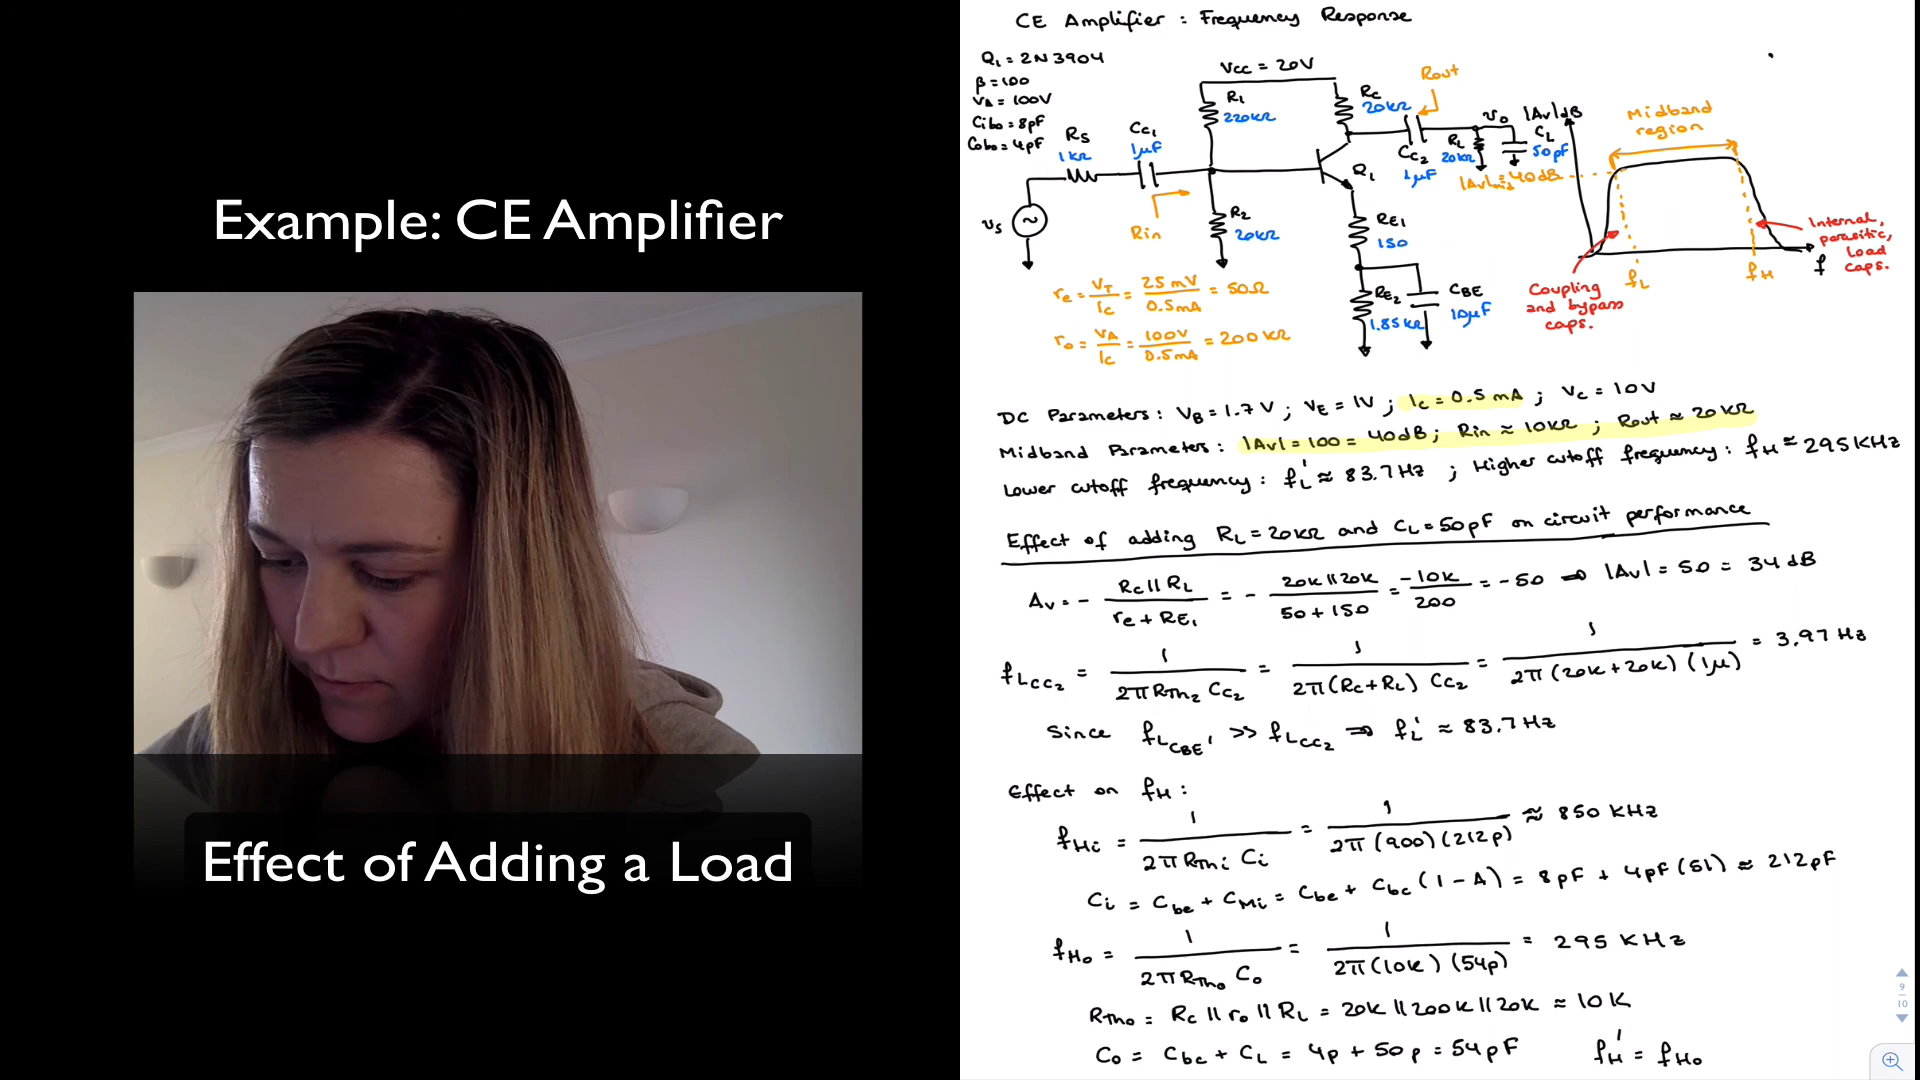 Example: CE Amplifier
Effect of Adding a Load
CE Amplifier : Frequency Response
Q₁ = 2N3904
β = 100
VA = 100V
Cibo = 8pF
Cobo = 4pF
Vcc = 20V
R₁
220kΩ
Rc
20kΩ
Rout
Rs
1kΩ
Cc₁
1μF
Cc₂
1μF
RL
20kΩ
vo
CL
50pF
|Av|dB
Midband
region
|Av|mid = 40dB
Q₁
vs
Rin
R₂
20kΩ
RE₁
150
RE₂
1.85kΩ
CBE
10μF
Coupling
and bypass
caps.
fL
fH
f
Internal,
parasitic,
load
caps.
re = VT/Ic = 25mV/0.5mA = 50Ω
ro = VA/Ic = 100V/0.5mA = 200kΩ
DC Parameters: VB = 1.7V ; VE = 1V ; Ic = 0.5mA ; Vc = 10V
Midband Parameters: |Av| = 100 = 40dB ; Rin ≈ 10kΩ ; Rout ≈ 20kΩ
Lower cutoff frequency: fL' ≈ 83.7Hz ; Higher cutoff frequency: fH ≈ 295KHz
Effect of adding RL = 20kΩ and CL = 50pF on circuit performance
Av = - Rc||RL / re + RE₁ = - 20k||20k / 50 + 150 = -10k / 200 = -50 ⇒ |Av| = 50 = 34dB
fLcc₂ = 1 / 2πRTh₂ Cc₂ = 1 / 2π(Rc+RL) Cc₂ = 1 / 2π(20k+20k)(1μ) = 3.97Hz
Since fLCBE' >> fLcc₂ ⇒ fL' ≈ 83.7Hz
Effect on fH :
fHi = 1 / 2πRThi Ci = 1 / 2π(900)(212p) ≈ 850 KHz
Ci = Cbe + CMi = Cbe + Cbc(1-A) = 8pF + 4pF(51) ≈ 212pF
fHo = 1 / 2πRTho Co = 1 / 2π(10k)(54p) = 295 KHz
RTho = Rc || ro || RL = 20k || 200k || 20k ≈ 10K
Co = Cbc + CL = 4p + 50p = 54pF fH' = fHo
9
10